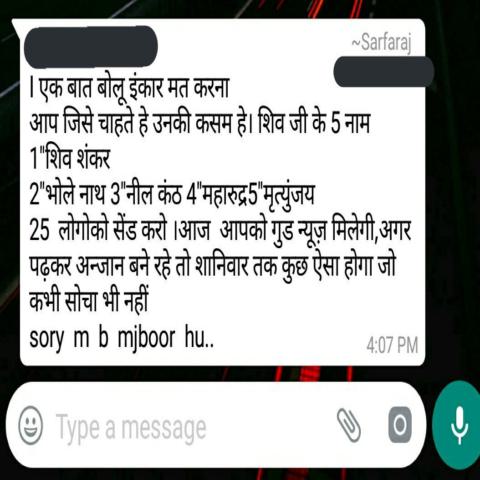 ~Sarfaraj
I एक बात बोलू इंकार मत करना
आप जिसे चाहते हे उनकी कसम हे। शिव जी के 5 नाम
1"शिव शंकर
2"भोले नाथ 3"नील कंठ 4"महारुद्र5"मृत्युंजय
25 लोगोको सेंड करो ।आज आपको गुड न्यूज़ मिलेगी,अगर
पढ़कर अन्जान बने रहे तो शानिवार तक कुछ ऐसा होगा जो
कभी सोचा भी नहीं
sory m b mjboor hu..
4:07 PM
Type a message